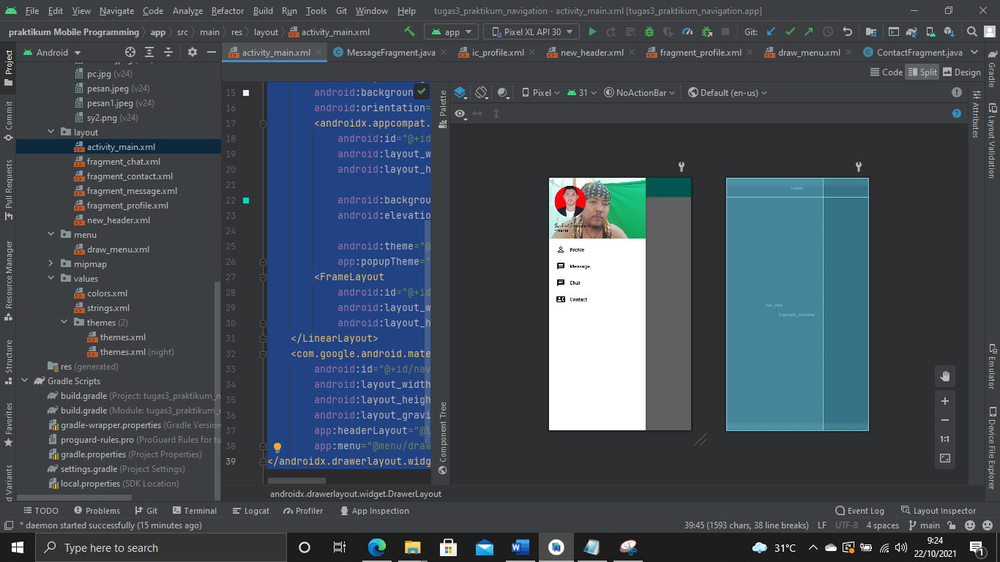 File Edit View Navigate Code Analyze Refactor Build Run Tools Git Window Help tugas3_praktikum_navigation - activity_main.xml [tugas3_praktikum_navigation.app]
praktikum Mobile Programming app src main res layout activity_main.xml app Pixel XL API 30 Git:
Android activity_main.xml MessageFragment.java ic_profile.xml new_header.xml fragment_profile.xml draw_menu.xml ContactFragment.java
Code Split Design
Project
Commit
Pull Requests
Resource Manager
Structure
Favorites
d Variants
pc.jpg (v24)
pesan.jpeg (v24)
pesan1.jpeg (v24)
sy2.png (v24)
layout
activity_main.xml
fragment_chat.xml
fragment_contact.xml
fragment_message.xml
fragment_profile.xml
new_header.xml
menu
draw_menu.xml
mipmap
values
colors.xml
strings.xml
themes (2)
themes.xml
themes.xml (night)
res (generated)
Gradle Scripts
build.gradle (Project: tugas3_praktikum_n
build.gradle (Module: tugas3_praktikum_
gradle-wrapper.properties (Gradle Version
proguard-rules.pro (ProGuard Rules for tu
gradle.properties (Project Properties)
settings.gradle (Project Settings)
local.properties (SDK Location)
15 android:backgroun
16 android:orientation=
17 <androidx.appcompat.
18 android:id="@+id
19 android:layout_w
20 android:layout_h
21
22 android:backgrou
23 android:elevatio
24
25 android:theme="@
26 app:popupTheme="
27 <FrameLayout
28 android:id="@+id
29 android:layout_w
30 android:layout_h
31 </LinearLayout>
32 <com.google.android.mate
33 android:id="@+id/nav
34 android:layout_width
35 android:layout_heigh
36 android:layout_gravi
37 app:headerLayout="@l
38 app:menu="@menu/draw
39 </androidx.drawerlayout.widg
androidx.drawerlayout.widget.DrawerLayout
Palette
Component Tree
Pixel 31 NoActionBar Default (en-us)
Profile
Message
Chat
Contact
toolbar
nav_view
fragment_container
1:1
Attributes
Gradle
Layout Validation
Emulator
Device File Explorer
TODO Problems Git Terminal Logcat Profiler App Inspection Event Log Layout Inspector
* daemon started successfully (15 minutes ago) 39:45 (1593 chars, 38 line breaks) LF UTF-8 4 spaces main
Type here to search 31°C 9:24
22/10/2021 1